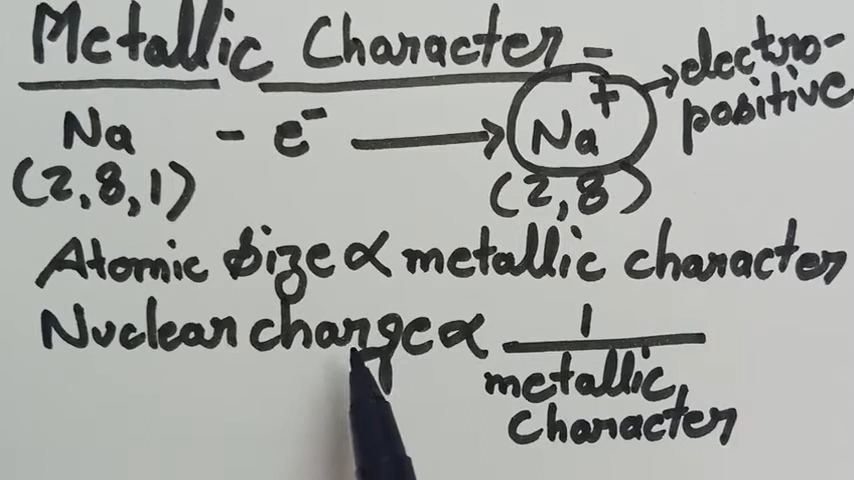 Metallic Character -
Na - e⁻ ⟶ Na⁺ → electro-
positive
(2,8,1) (2,8)
Atomic size ∝ metallic character
Nuclear charge ∝ 1
metallic
character